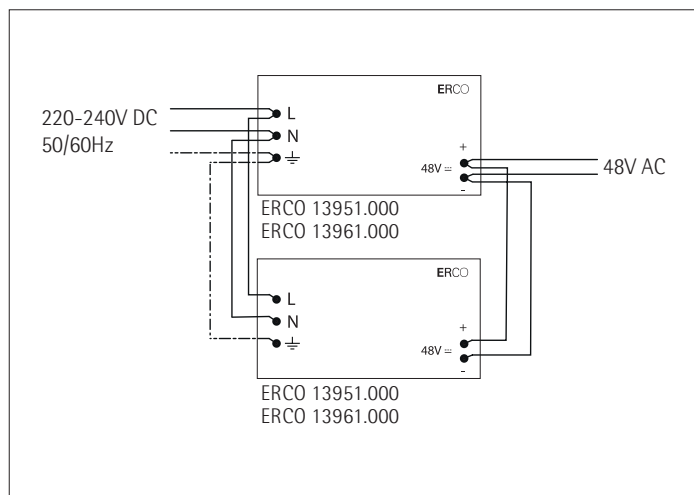 ERCO
220-240V DC
50/60Hz
L
N
+
48V ⎓
-
48V AC
ERCO 13951.000
ERCO 13961.000
ERCO
L
N
+
48V ⎓
-
ERCO 13951.000
ERCO 13961.000